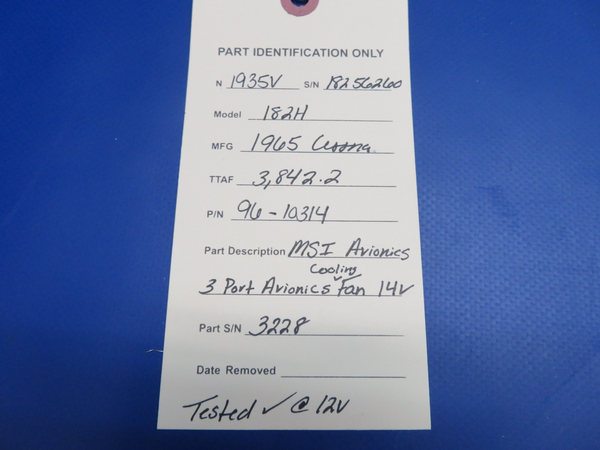 PART IDENTIFICATION ONLY
N 1935V S/N 18256260
Model 182H
MFG 1965 Cessna
TTAF 3,842.2
P/N 96-10314
Part Description MSI Avionics
Cooling
3 Port Avionics Fan 14V
Part S/N 3228
Date Removed
Tested ✓ @ 12V